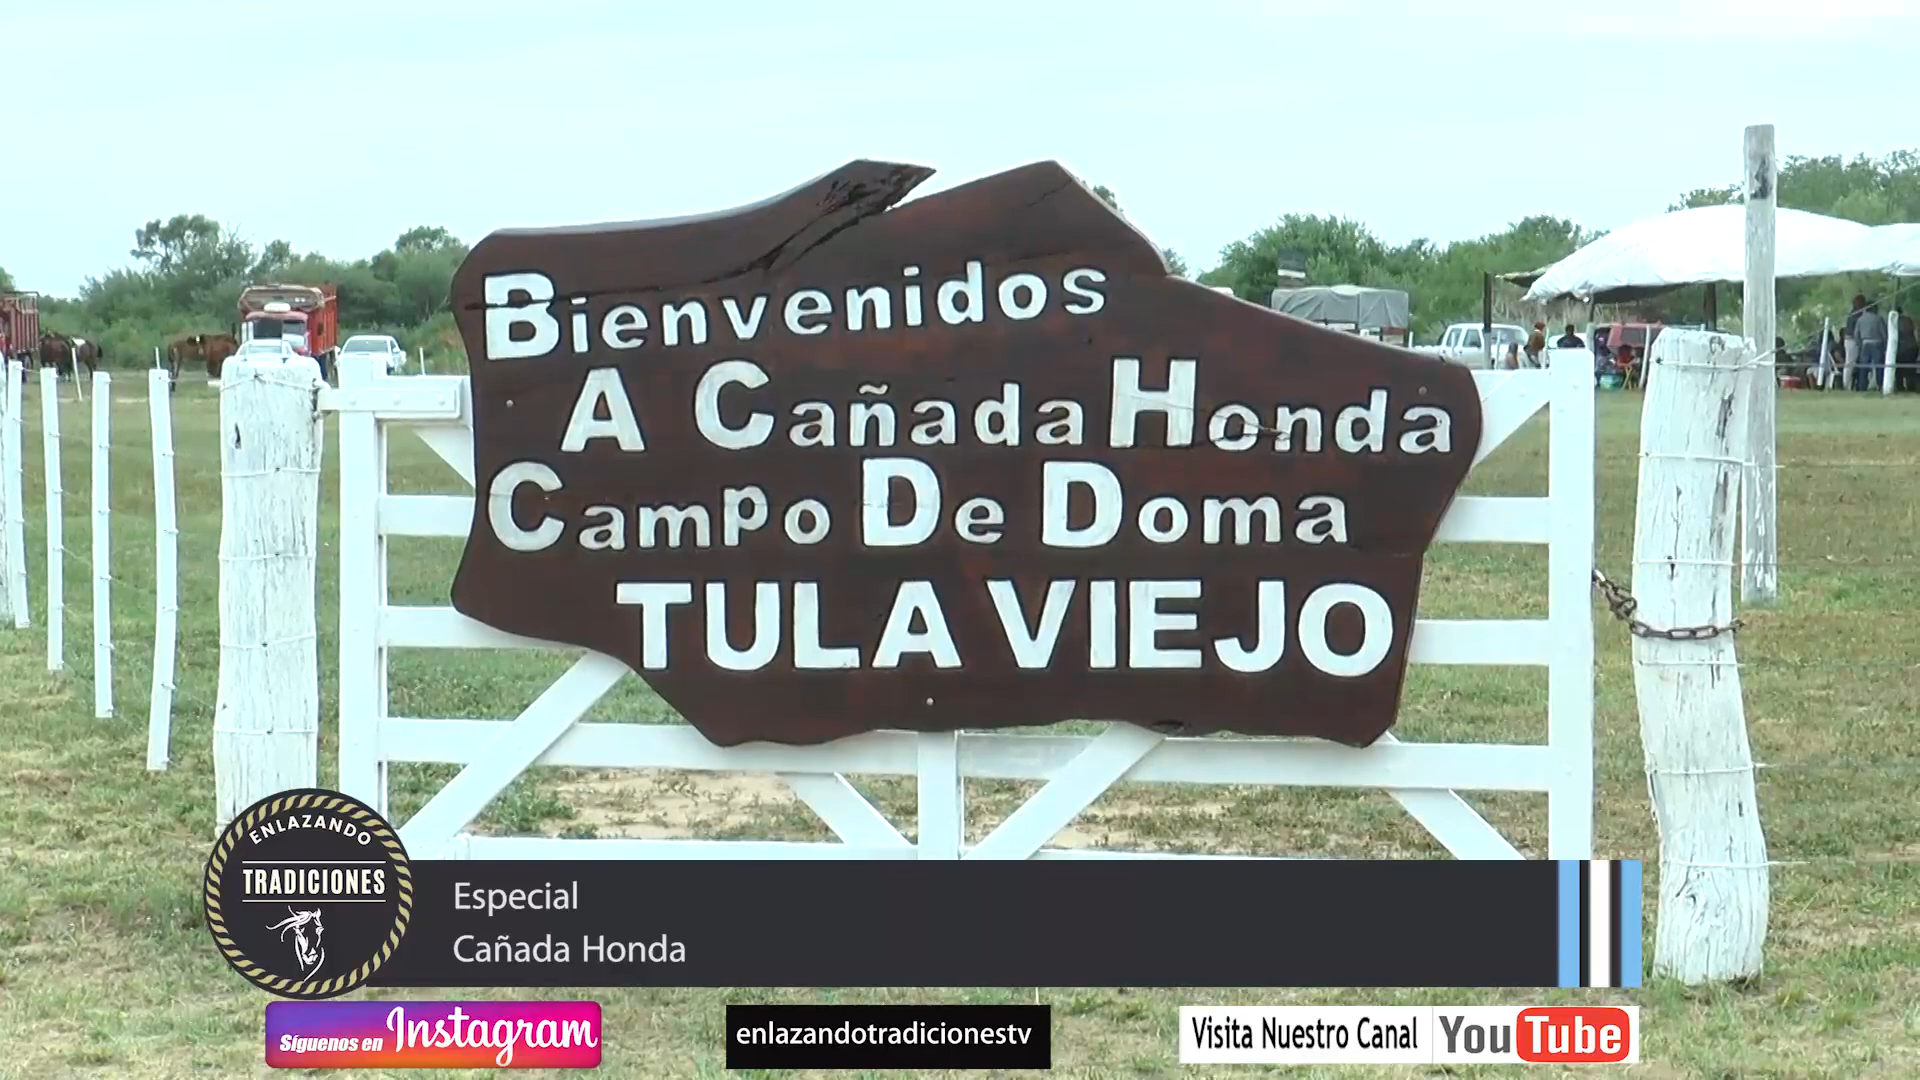 Bienvenidos
A Cañada Honda
Campo De Doma
TULA VIEJO
ENLAZANDO
TRADICIONES
Especial
Cañada Honda
Síguenos en Instagram
enlazandotradicionestv
Visita Nuestro Canal YouTube